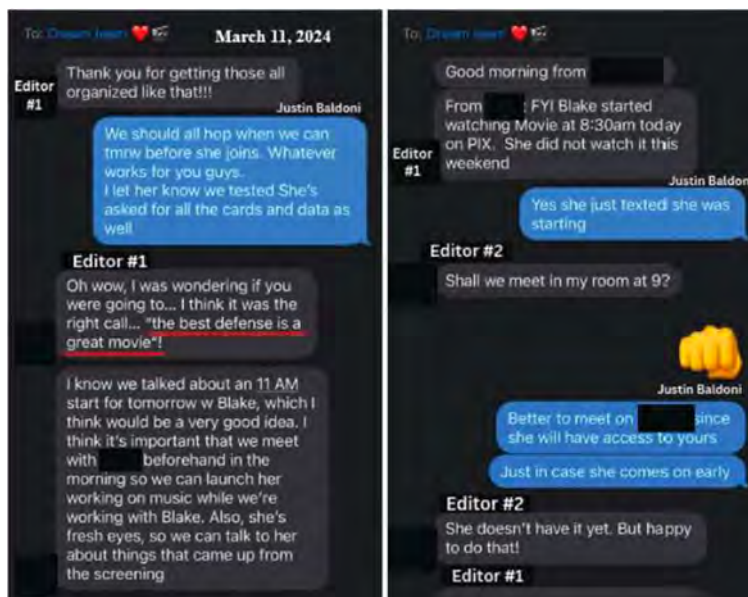 To: Dream team ❤️🎬
March 11, 2024
Editor
#1
Thank you for getting those all
organized like that!!!
Justin Baldoni
We should all hop when we can
tmrw before she joins. Whatever
works for you guys.
I let her know we tested She's
asked for all the cards and data as
well
Editor #1
Oh wow, I was wondering if you
were going to... I think it was the
right call... "the best defense is a
great movie"!
I know we talked about an 11 AM
start for tomorrow w Blake, which I
think would be a very good idea. I
think it's important that we meet
with beforehand in the
morning so we can launch her
working on music while we're
working with Blake. Also, she's
fresh eyes, so we can talk to her
about things that came up from
the screening
To: Dream team ❤️🎬
Good morning from
Editor
#1
From : FYI Blake started
watching Movie at 8:30am today
on PIX. She did not watch it this
weekend
Justin Baldoni
Yes she just texted she was
starting
Editor #2
Shall we meet in my room at 9?
👊
Justin Baldoni
Better to meet on since
she will have access to yours
Just in case she comes on early
Editor #2
She doesn't have it yet. But happy
to do that!
Editor #1